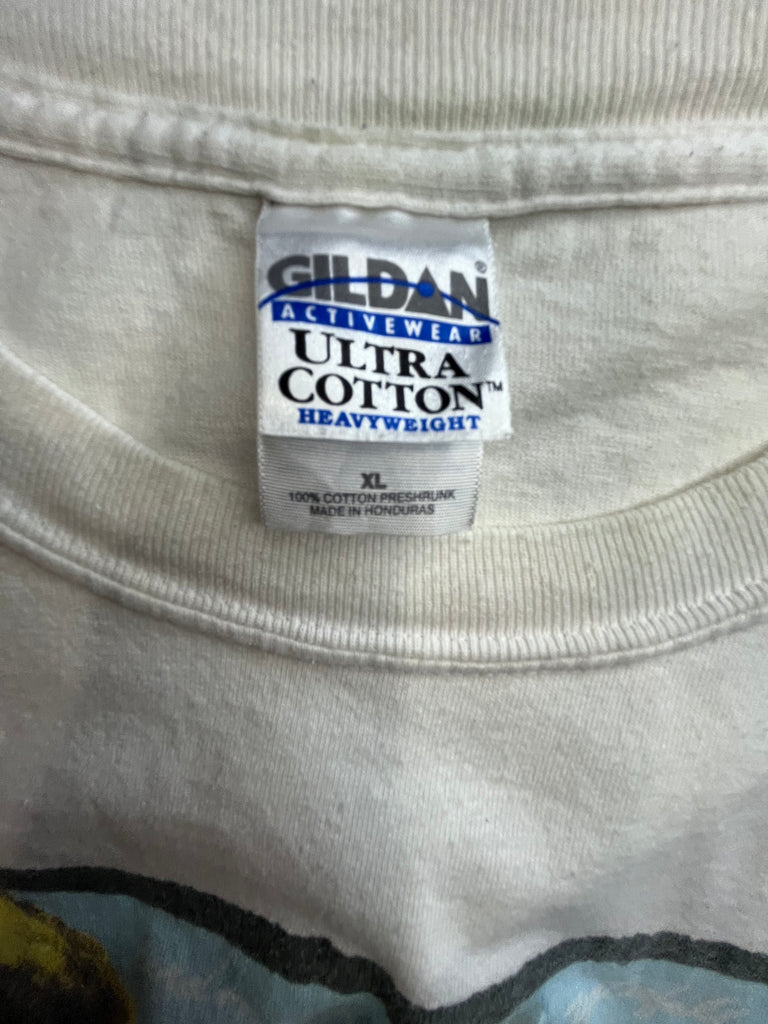 GILDAN®
ACTIVEWEAR
ULTRA
COTTON™
HEAVYWEIGHT
XL
100% COTTON PRESHRUNK
MADE IN HONDURAS